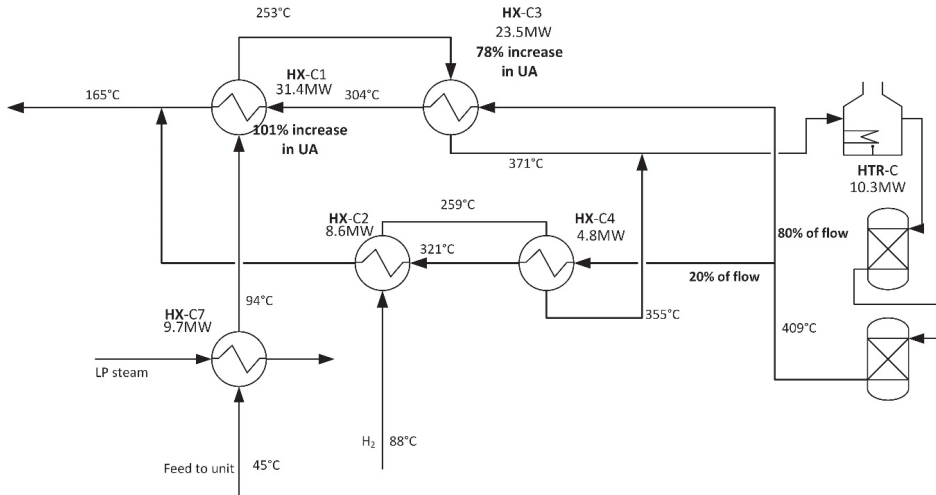 253°C
HX-C3
23.5MW
78% increase
in UA
HX-C1
31.4MW
165°C
304°C
101% increase
in UA
371°C
HTR-C
10.3MW
259°C
HX-C2
8.6MW
HX-C4
4.8MW
321°C
80% of flow
20% of flow
94°C
355°C
HX-C7
9.7MW
409°C
LP steam
H₂
88°C
Feed to unit
45°C